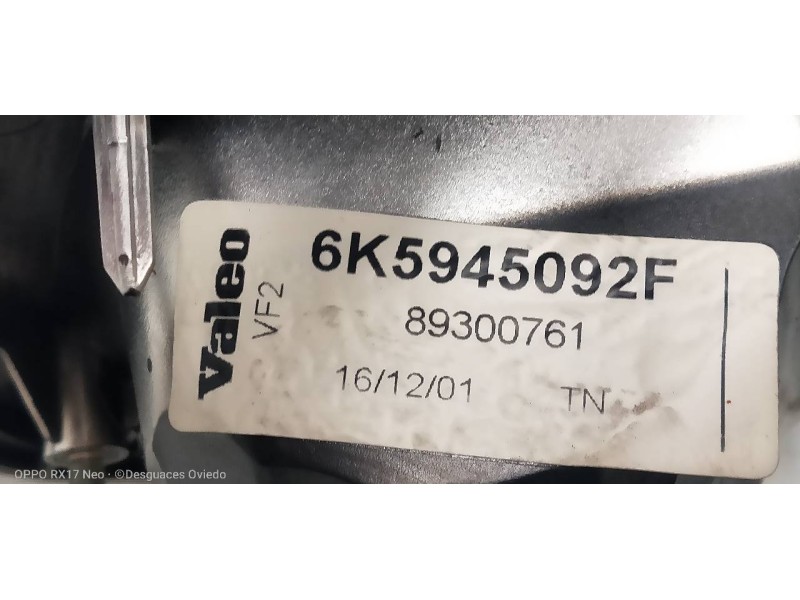 Valeo
VF2
6K5945092F
89300761
16/12/01 TN
OPPO RX17 Neo · ©Desguaces Oviedo